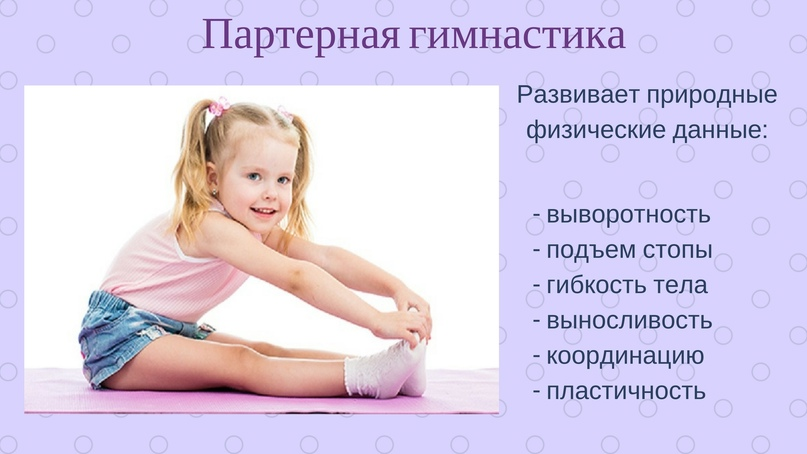 Партерная гимнастика
Развивает природные
физические данные:
- выворотность
- подъем стопы
- гибкость тела
- выносливость
- координацию
- пластичность